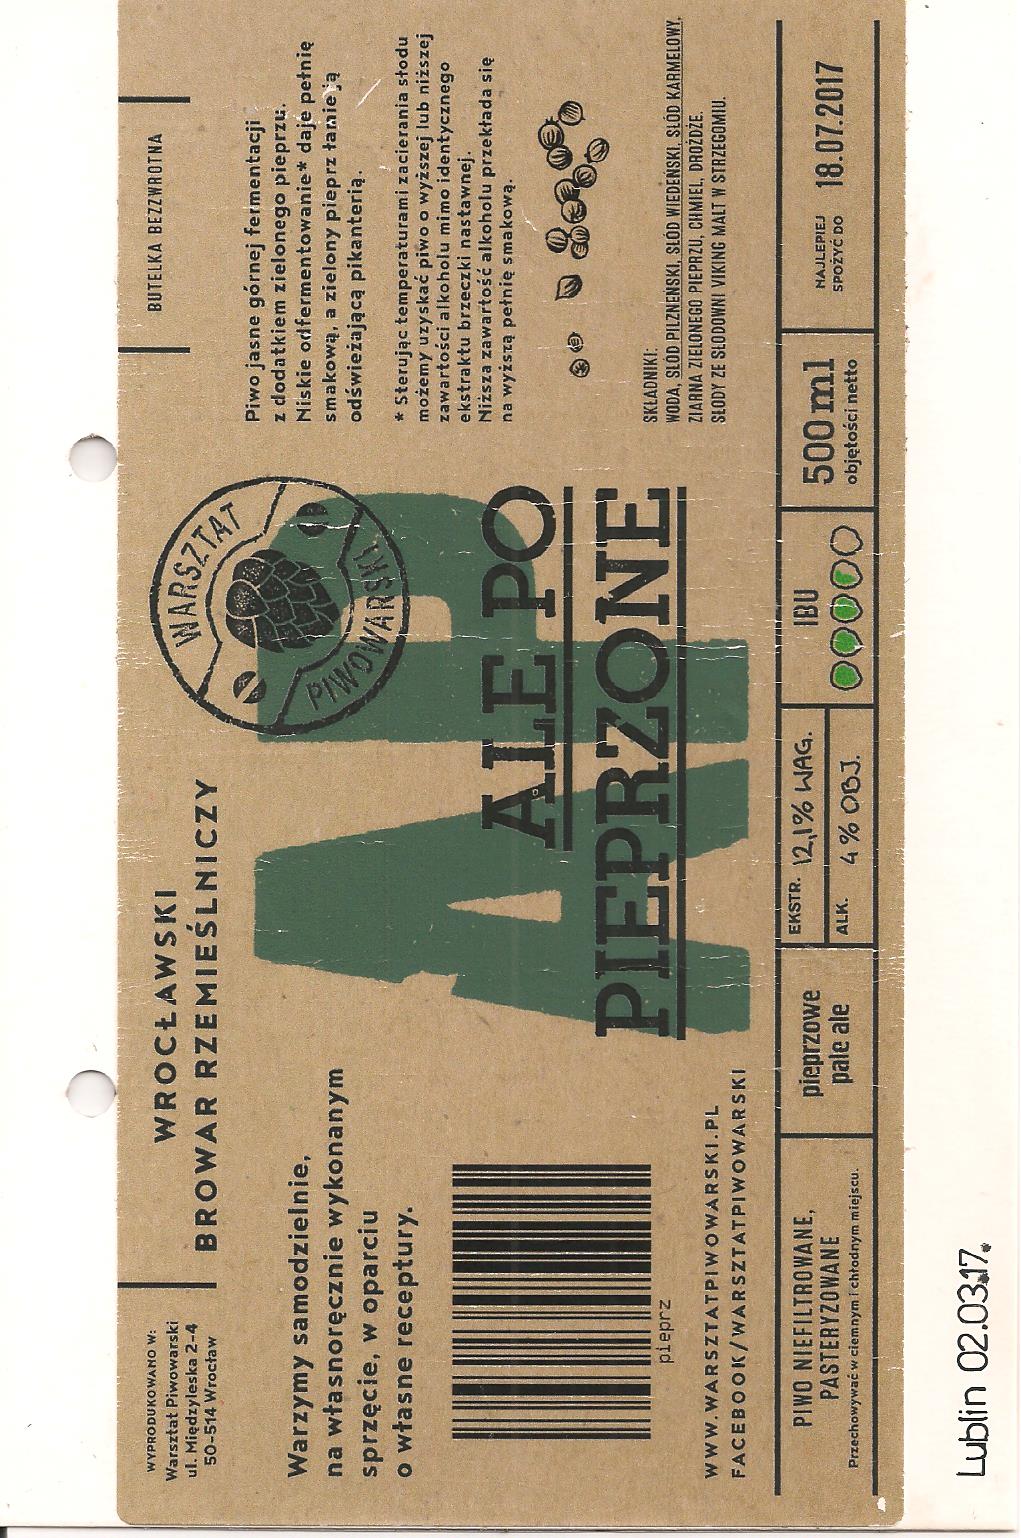 WYPRODUKOWANO W:
Warsztat Piwowarski
ul. Międzyleska 2-4
50-514 Wrocław
WROCŁAWSKI
BROWAR RZEMIEŚLNICZY
BUTELKA BEZZWROTNA
Warzymy samodzielnie,
na własnoręcznie wykonanym
sprzęcie, w oparciu
o własne receptury.
pieprz
WWW.WARSZTATPIWOWARSKI.PL
FACEBOOK/WARSZTATPIWOWARSKI
WARSZTAT
PIWOWARSKI
AP
ALE PO
PIEPRZONE
Piwo jasne górnej fermentacji
z dodatkiem zielonego pieprzu.
Niskie odfermentowanie* daje pełnię
smakową, a zielony pieprz łamie ją
odświeżającą pikanterią.
* Sterując temperaturami zacierania słodu
możemy uzyskać piwo o wyższej lub niższej
zawartości alkoholu mimo identycznego
ekstraktu brzeczki nastawnej.
Niższa zawartość alkoholu przekłada się
na wyższą pełnię smakową.
SKŁADNIKI:
WODA, SŁÓD PILZNEŃSKI, SŁÓD WIEDEŃSKI, SŁÓD KARMELOWY,
ZIARNA ZIELONEGO PIEPRZU, CHMIEL, DROŻDŻE.
SŁODY ZE SŁODOWNI VIKING MALT W STRZEGOMIU.
PIWO NIEFILTROWANE,
PASTERYZOWANE
Przechowywać w ciemnym i chłodnym miejscu.
pieprzowe
pale ale
EKSTR. 12,1% WAG.
ALK. 4% OBJ.
IBU
500 ml
objętości netto
NAJLEPIEJ
SPOŻYĆ DO
18.07.2017
Lublin 02.03.17.